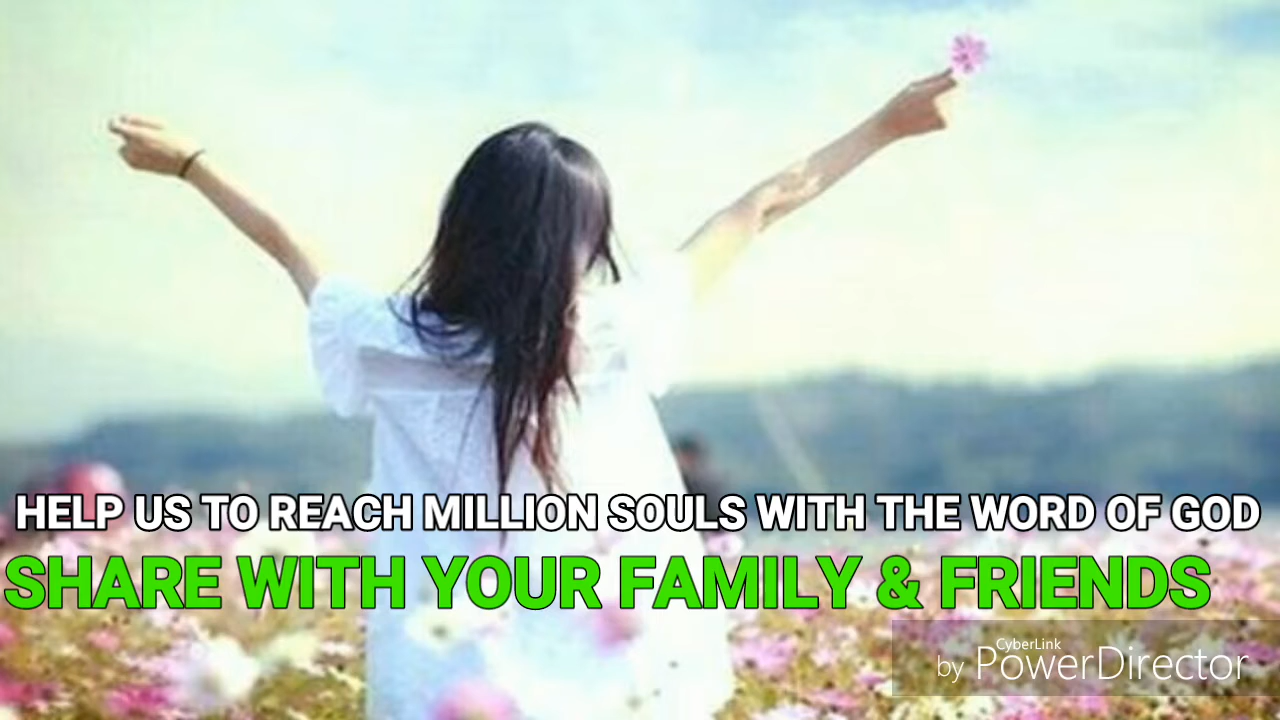 HELP US TO REACH MILLION SOULS WITH THE WORD OF GOD
SHARE WITH YOUR FAMILY & FRIENDS
CyberLink
by PowerDirector